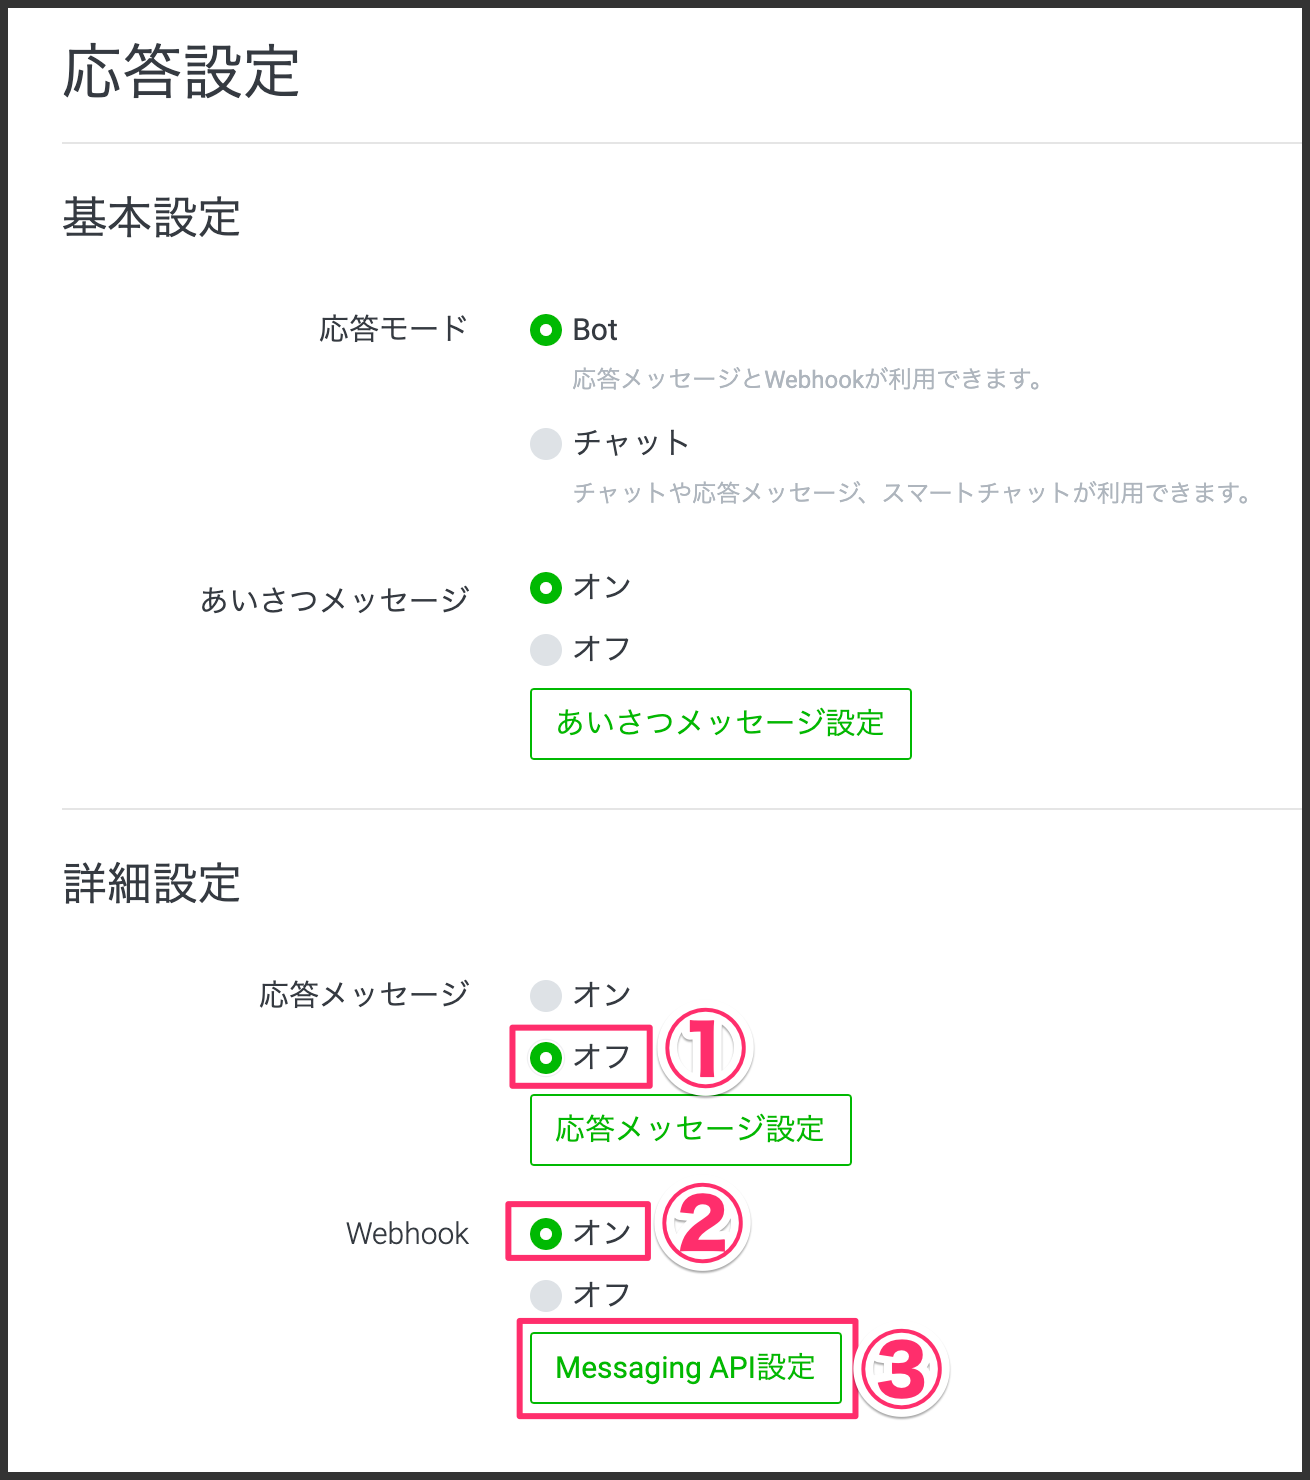 応答設定
基本設定
応答モード
Bot
応答メッセージとWebhookが利用できます。
チャット
チャットや応答メッセージ、スマートチャットが利用できます。
あいさつメッセージ
オン
オフ
あいさつメッセージ設定
詳細設定
応答メッセージ
オン
オフ
①
応答メッセージ設定
Webhook
オン
②
オフ
Messaging API設定
③